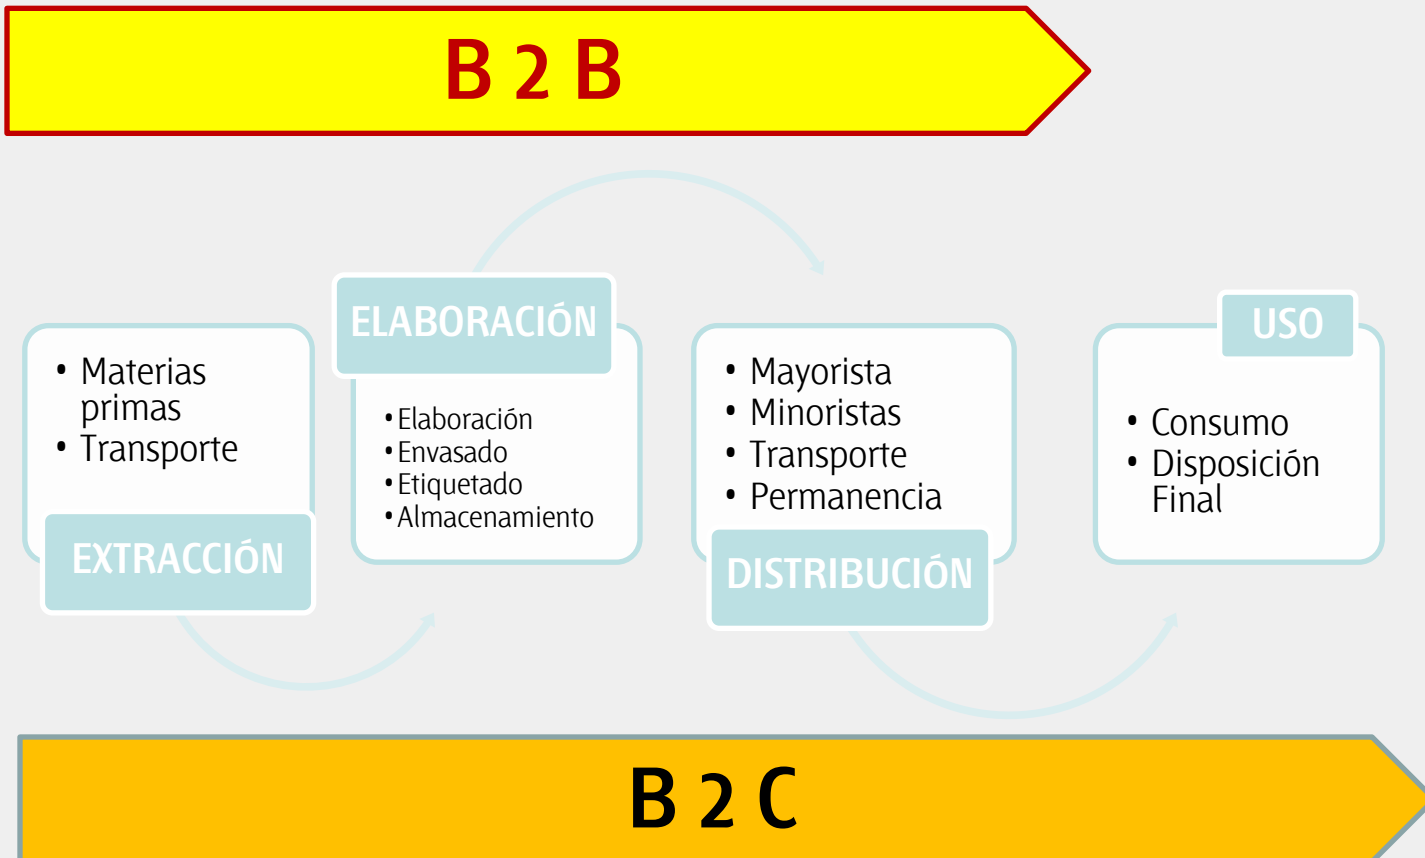 B 2 B
• Materias
primas
• Transporte
EXTRACCIÓN
ELABORACIÓN
• Elaboración
• Envasado
• Etiquetado
• Almacenamiento
• Mayorista
• Minoristas
• Transporte
• Permanencia
DISTRIBUCIÓN
USO
• Consumo
• Disposición
Final
B 2 C